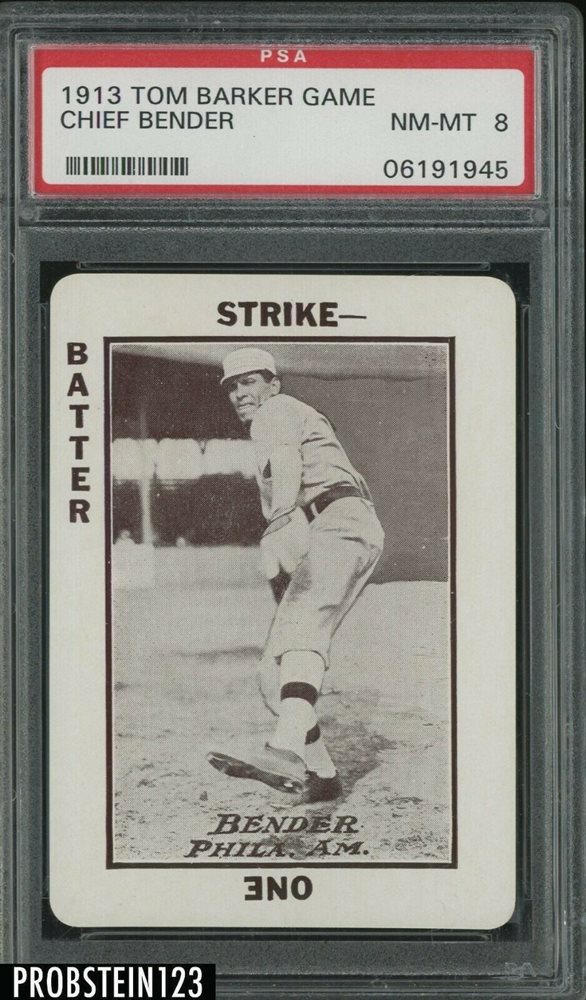 PSA
1913 TOM BARKER GAME
CHIEF BENDER NM-MT 8
06191945
STRIKE—
BATTER
BENDER
PHILA. AM.
ONE
PROBSTEIN123